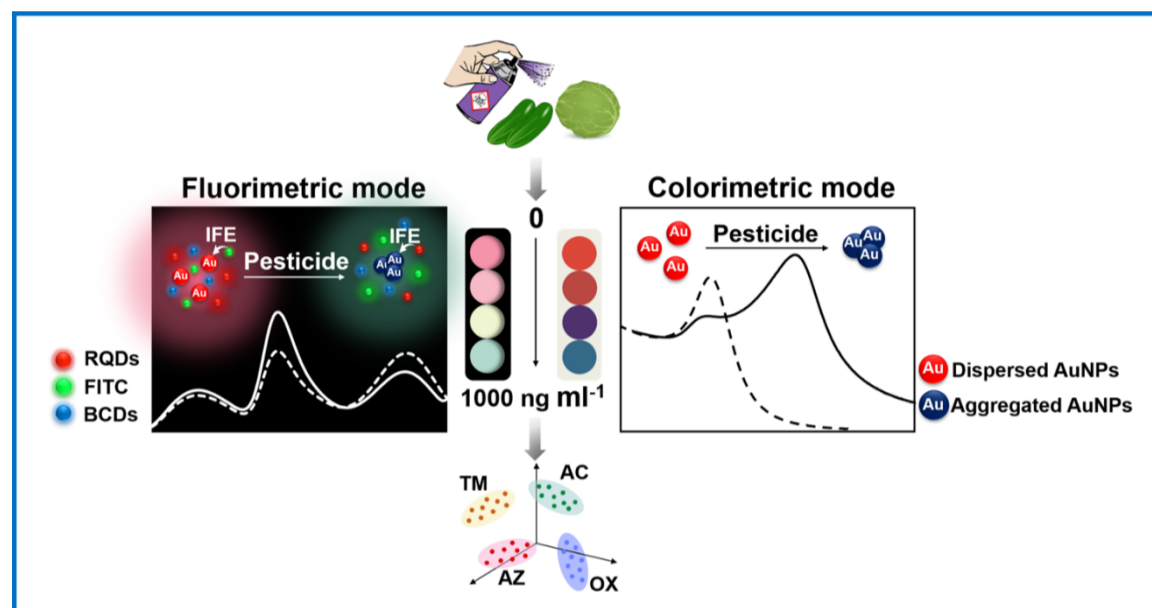 Fluorimetric mode
0
Colorimetric mode
IFE
Pesticide
IFE
Au
Au
Au
Au
Au
Au
Pesticide
Au
Au
Au
Au
Au
Au
RQDs
FITC
BCDs
1000 ng ml-1
Au Dispersed AuNPs
Au Aggregated AuNPs
TM
AC
AZ
OX